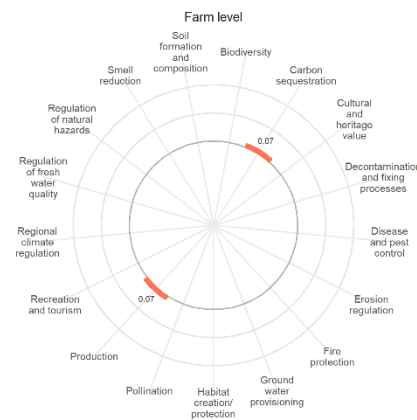 Farm level
Soil
formation
and
composition
Biodiversity
Smell
reduction
Carbon
sequestration
Regulation
of natural
hazards
Cultural
and
heritage
value
0.07
Regulation
of fresh
water
quality
Decontamination
and fixing
processes
Regional
climate
regulation
Disease
and pest
control
Recreation
and tourism
0.07
Erosion
regulation
Production
Fire
protection
Pollination
Habitat
creation/
protection
Ground
water
provisioning